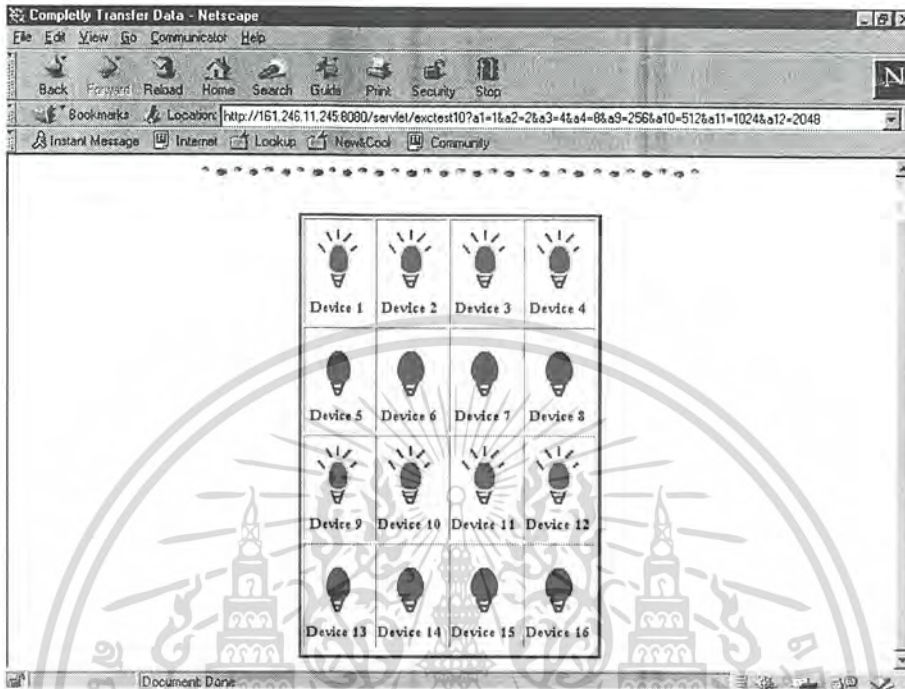 Completly Transfer Data - Netscape
File Edit View Go Communicator Help
Back Forward Reload Home Search Guide Print Security Stop
N
Bookmarks Location: http://161.246.11.245:8080/servlet/exctest10?a1=1&a2=2&a3=4&a4=8&a9=256&a10=512&a11=1024&a12=2048
Instant Message Internet Lookup New&Cool Community
Device 1 Device 2 Device 3 Device 4
Device 5 Device 6 Device 7 Device 8
Device 9 Device 10 Device 11 Device 12
Device 13 Device 14 Device 15 Device 16
Document Done